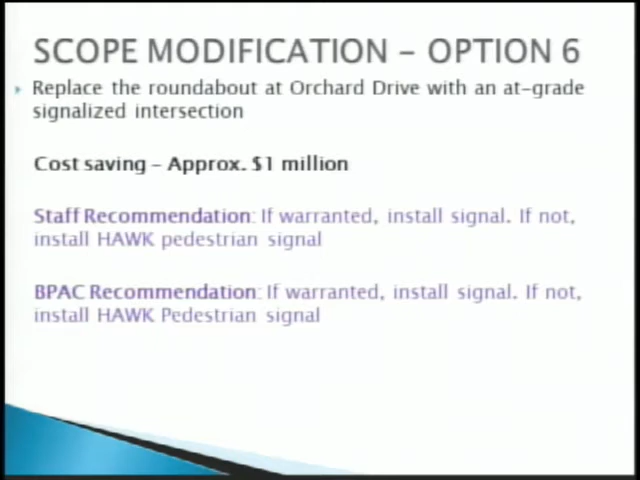 SCOPE MODIFICATION – OPTION 6
Replace the roundabout at Orchard Drive with an at-grade
signalized intersection
Cost saving – Approx. $1 million
Staff Recommendation: If warranted, install signal. If not,
install HAWK pedestrian signal
BPAC Recommendation: If warranted, install signal. If not,
install HAWK Pedestrian signal